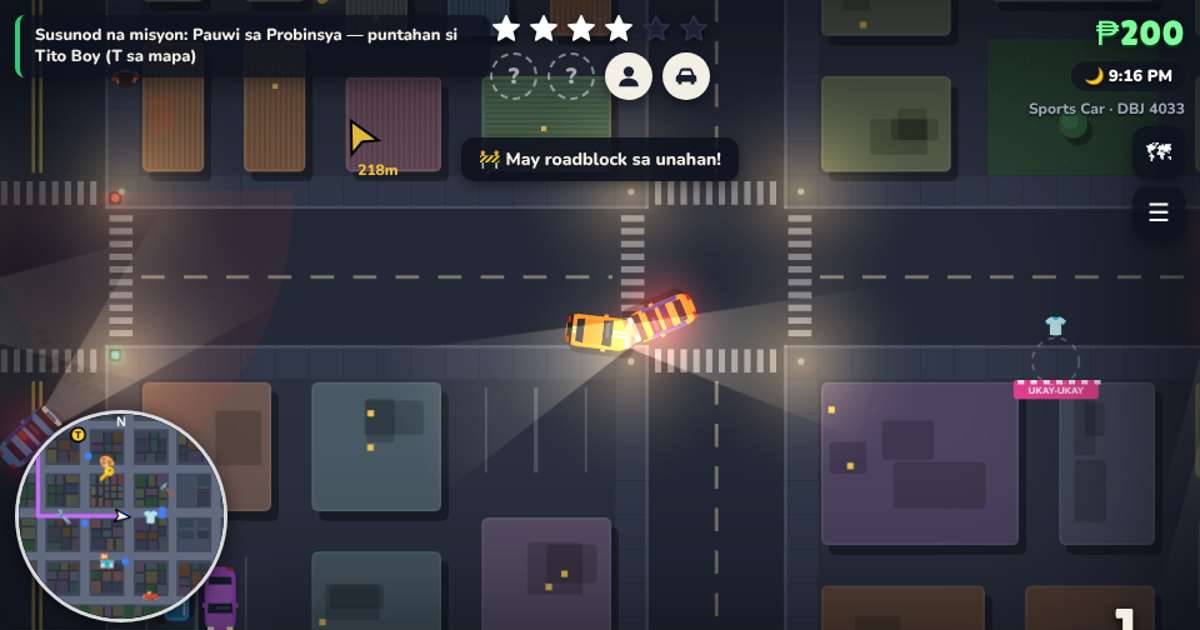 Susunod na misyon: Pauwi sa Probinsya — puntahan si
Tito Boy (T sa mapa)
? ?
₱200
🌙 9:16 PM
Sports Car · DBJ 4033
🚧 May roadblock sa unahan!
218m
UKAY-UKAY
N
T
1